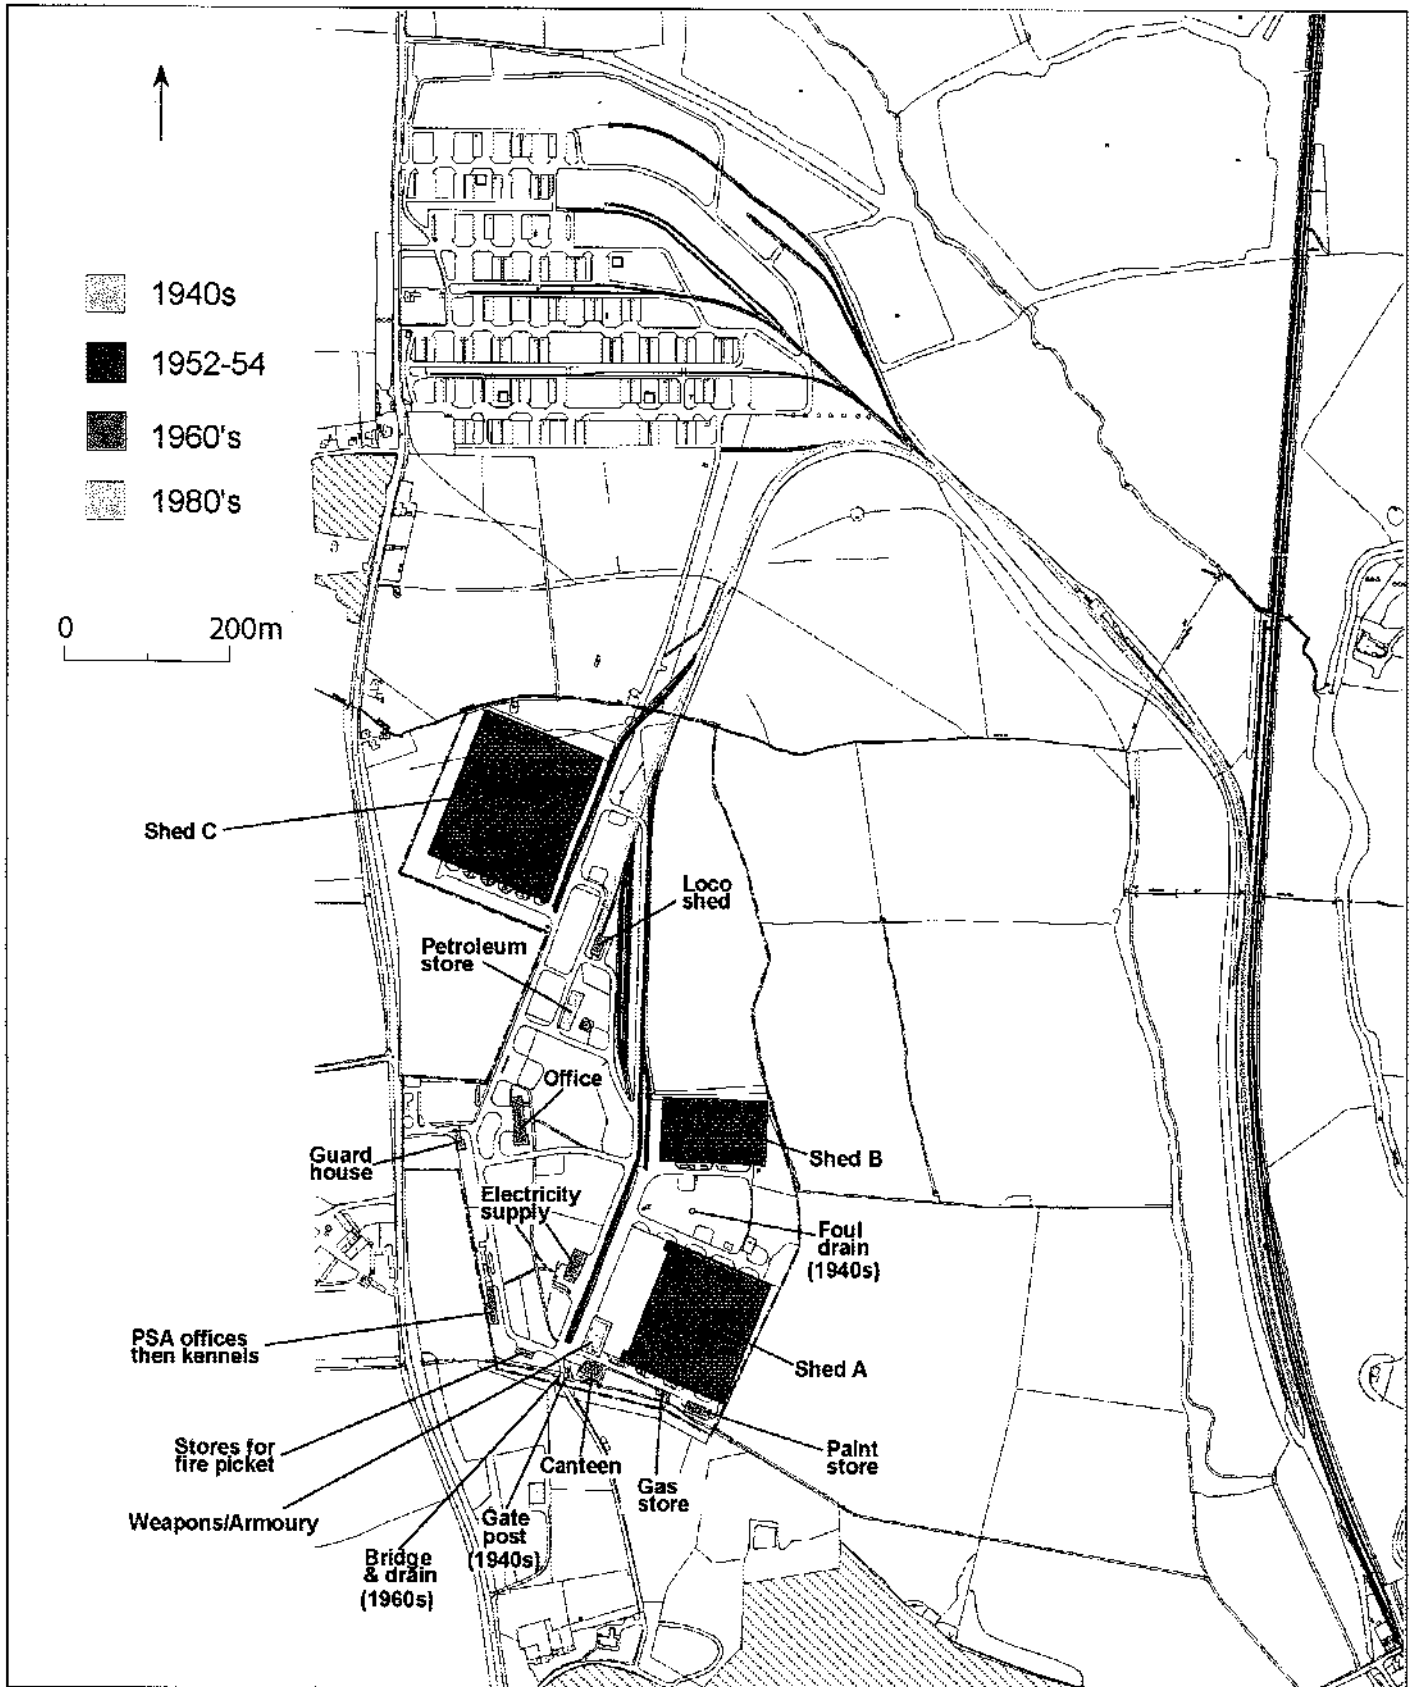 1940s
1952-54
1960's
1980's
0 200m
Shed C
Loco
shed
Petroleum
store
Office
Guard
house
Shed B
Electricity
supply
Foul
drain
(1940s)
PSA offices
then kennels
Shed A
Stores for
fire picket
Canteen
Paint
store
Gas
store
Weapons/Armoury
Gate
post
(1940s)
Bridge
& drain
(1960s)